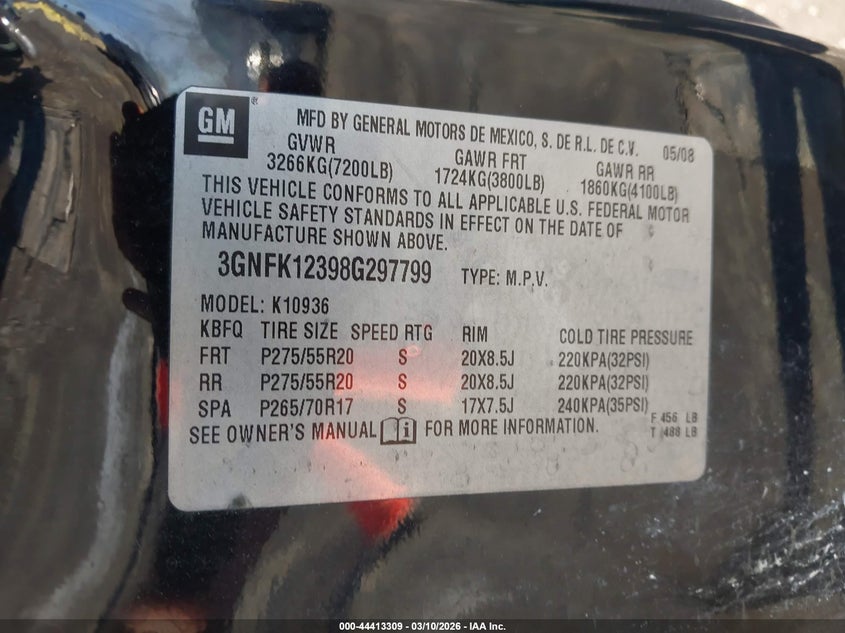 GM®
MFD BY GENERAL MOTORS DE MEXICO, S. DE R.L. DE C.V. 05/08
GVWR GAWR FRT GAWR RR
3266KG(7200LB) 1724KG(3800LB) 1860KG(4100LB)
THIS VEHICLE CONFORMS TO ALL APPLICABLE U.S. FEDERAL MOTOR
VEHICLE SAFETY STANDARDS IN EFFECT ON THE DATE OF
MANUFACTURE SHOWN ABOVE.
3GNFK12398G297799 TYPE: M.P.V.
MODEL: K10936
KBFQ TIRE SIZE SPEED RTG RIM COLD TIRE PRESSURE
FRT P275/55R20 S 20X8.5J 220KPA(32PSI)
RR P275/55R20 S 20X8.5J 220KPA(32PSI)
SPA P265/70R17 S 17X7.5J 240KPA(35PSI)
F 456 LB
SEE OWNER'S MANUAL i FOR MORE INFORMATION.
T 488 LB
000-44413309 — 03/10/2026 — IAA Inc.